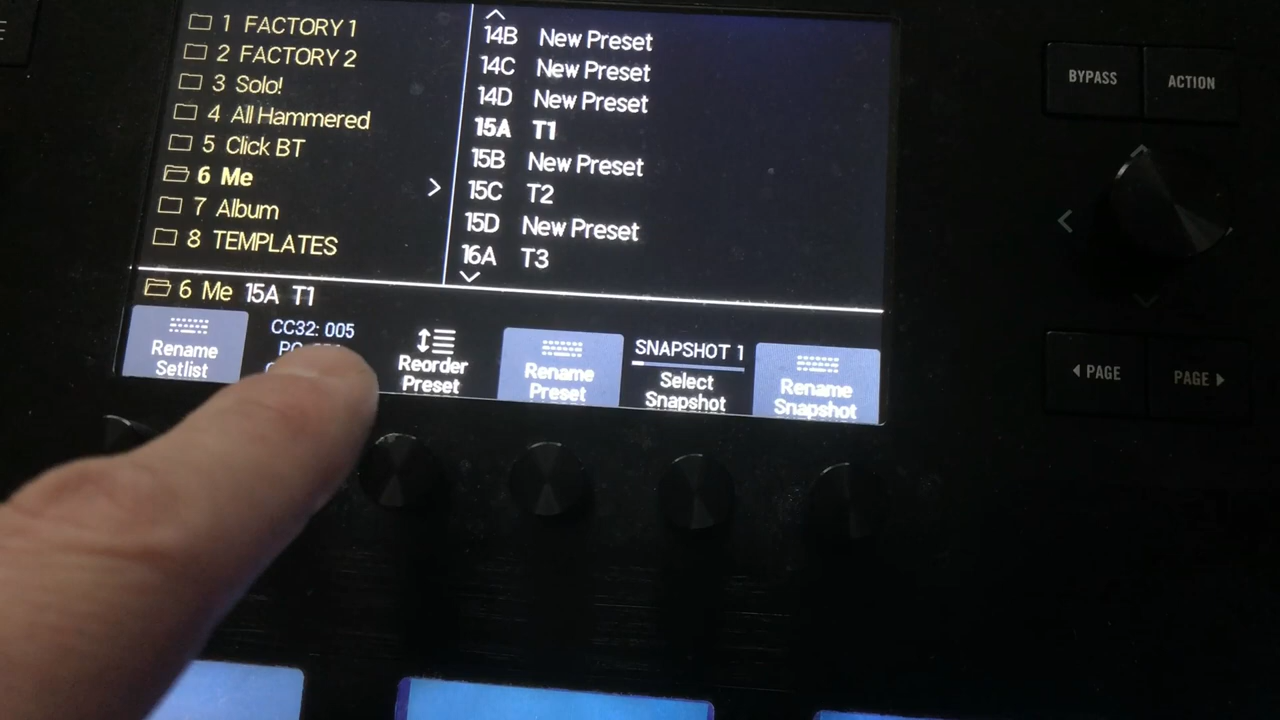 1 FACTORY 1
2 FACTORY 2
3 Solo!
4 All Hammered
5 Click BT
6 Me
7 Album
8 TEMPLATES
14B New Preset
14C New Preset
14D New Preset
15A T1
15B New Preset
15C T2
15D New Preset
16A T3
6 Me 15A T1
Rename
Setlist
CC32: 005
Reorder
Preset
Rename
Preset
SNAPSHOT 1
Select
Snapshot
Rename
Snapshot
BYPASS
ACTION
PAGE
PAGE